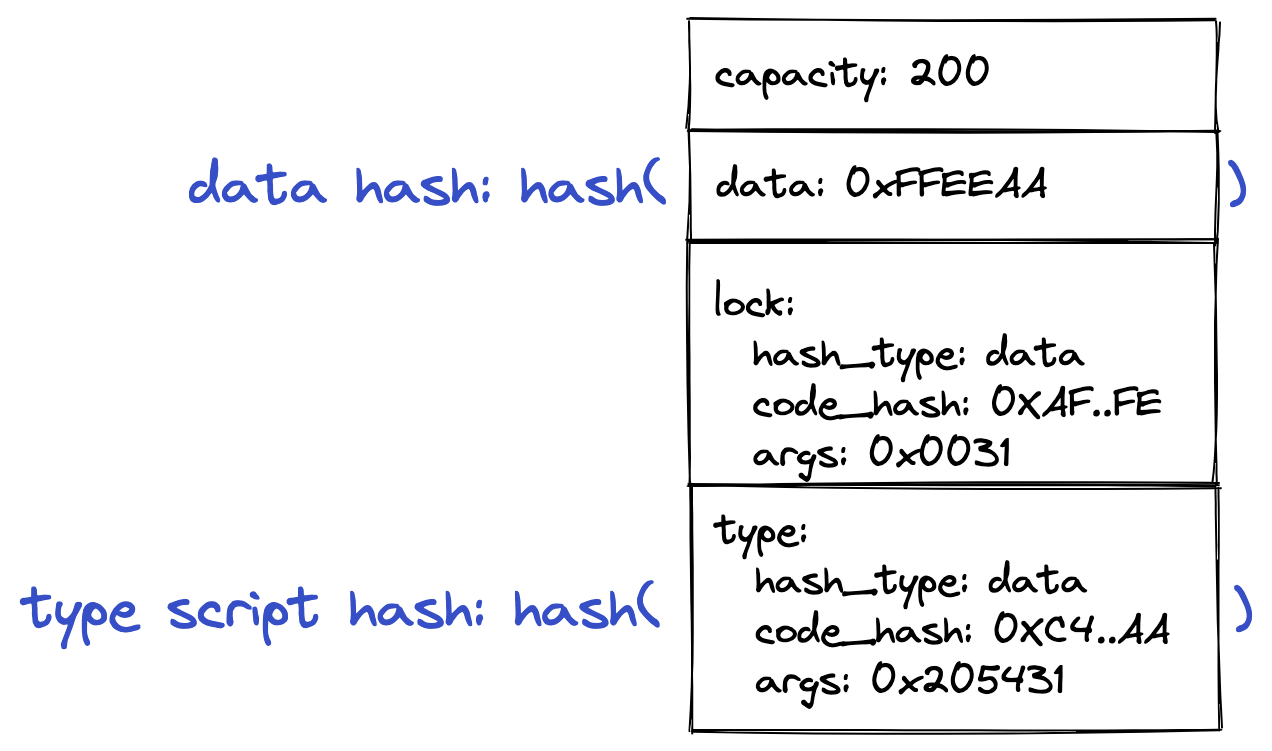 capacity: 200
data hash: hash( data: 0xFFEEAA )
lock:
hash_type: data
code_hash: 0XAF..FE
args: 0x0031
type:
hash_type: data
type script hash: hash( code_hash: 0XC4..AA )
args: 0x205431